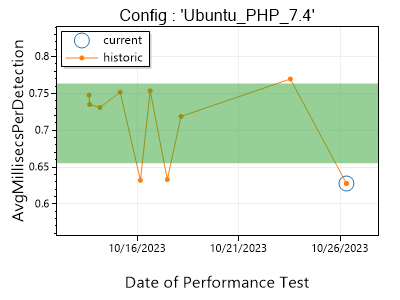 Config : 'Ubuntu_PHP_7.4'
current
historic
0.8
0.75
0.7
0.65
0.6
AvgMillisecsPerDetection
10/16/2023
10/21/2023
10/26/2023
Date of Performance Test